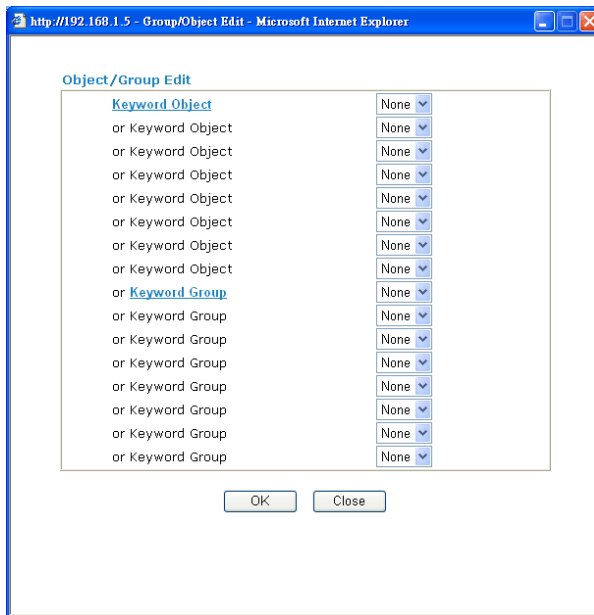 http://192.168.1.5 - Group/Object Edit - Microsoft Internet Explorer
Object/Group Edit
Keyword Object None
or Keyword Object None
or Keyword Object None
or Keyword Object None
or Keyword Object None
or Keyword Object None
or Keyword Object None
or Keyword Object None
or Keyword Group None
or Keyword Group None
or Keyword Group None
or Keyword Group None
or Keyword Group None
or Keyword Group None
or Keyword Group None
or Keyword Group None
OK Close